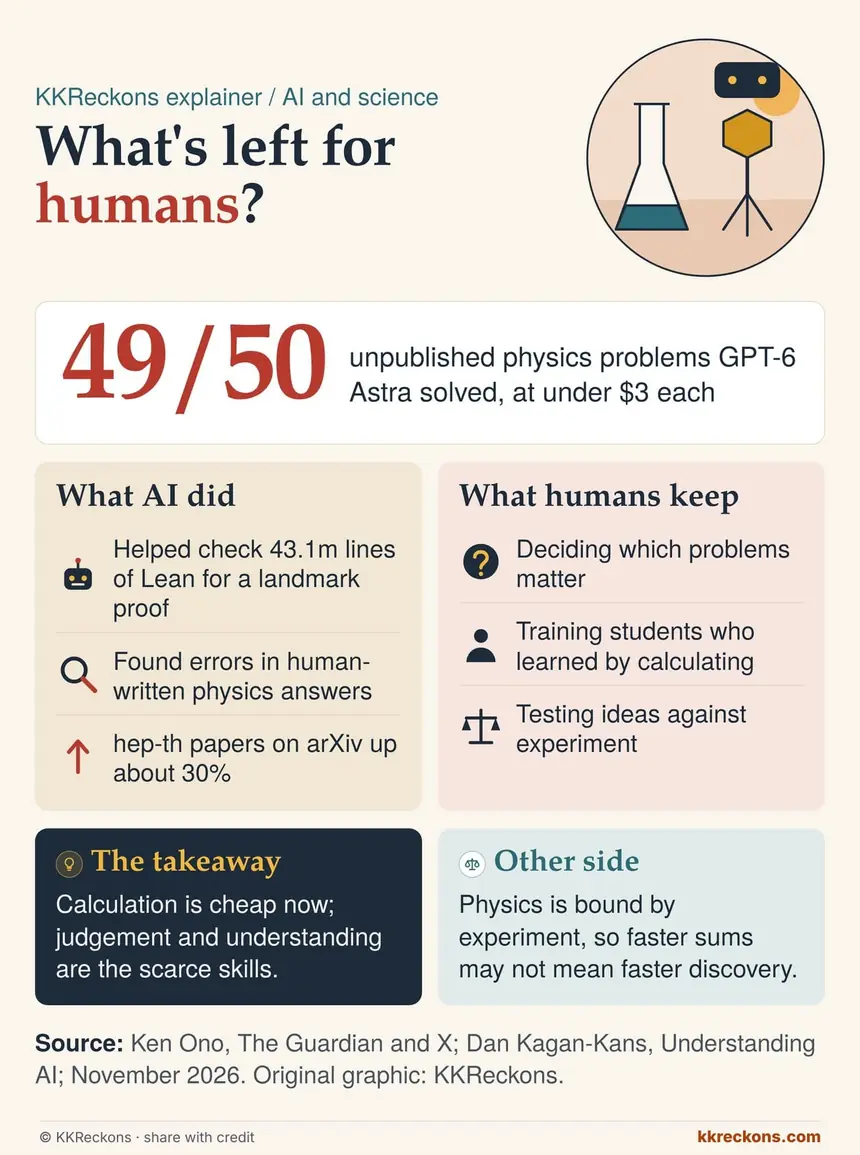 KKReckons explainer / AI and science
What's left for
humans?
49/50
unpublished physics problems GPT-6
Astra solved, at under $3 each
What AI did
Helped check 43.1m lines
of Lean for a landmark
proof
Found errors in human-
written physics answers
hep-th papers on arXiv up
about 30%
What humans keep
?
Deciding which problems
matter
Training students who
learned by calculating
Testing ideas against
experiment
The takeaway
Calculation is cheap now;
judgement and understanding
are the scarce skills.
Other side
Physics is bound by
experiment, so faster sums
may not mean faster discovery.
Source: Ken Ono, The Guardian and X; Dan Kagan-Kans, Understanding
AI; November 2026. Original graphic: KKReckons.
© KKReckons · share with credit
kkreckons.com